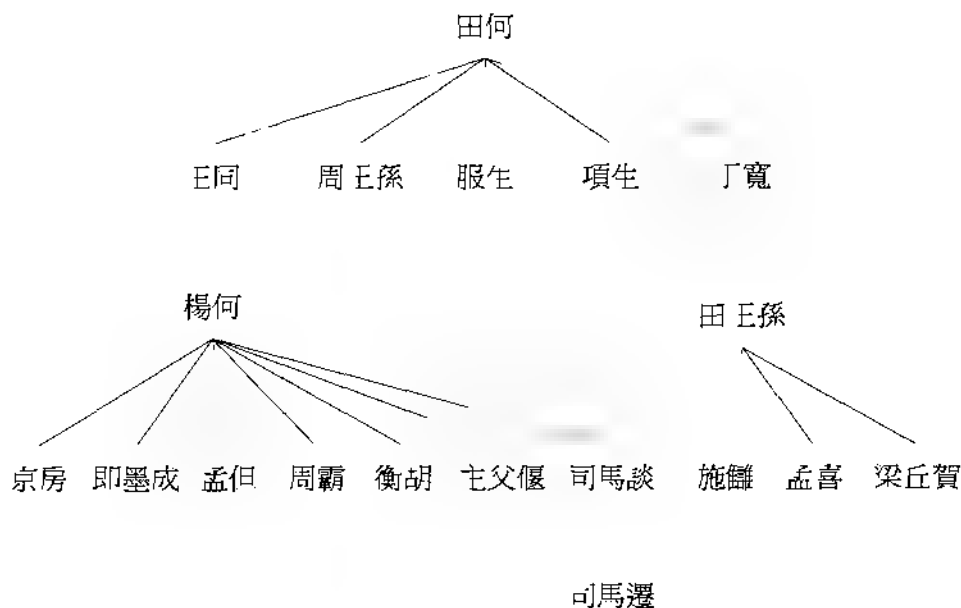 田何
王同 周王孫 服生 項生 丁寬
楊何 田王孫
京房 即墨成 孟但 周霸 衡胡 主父偃 司馬談 施讎 孟喜 梁丘賀
司馬遷